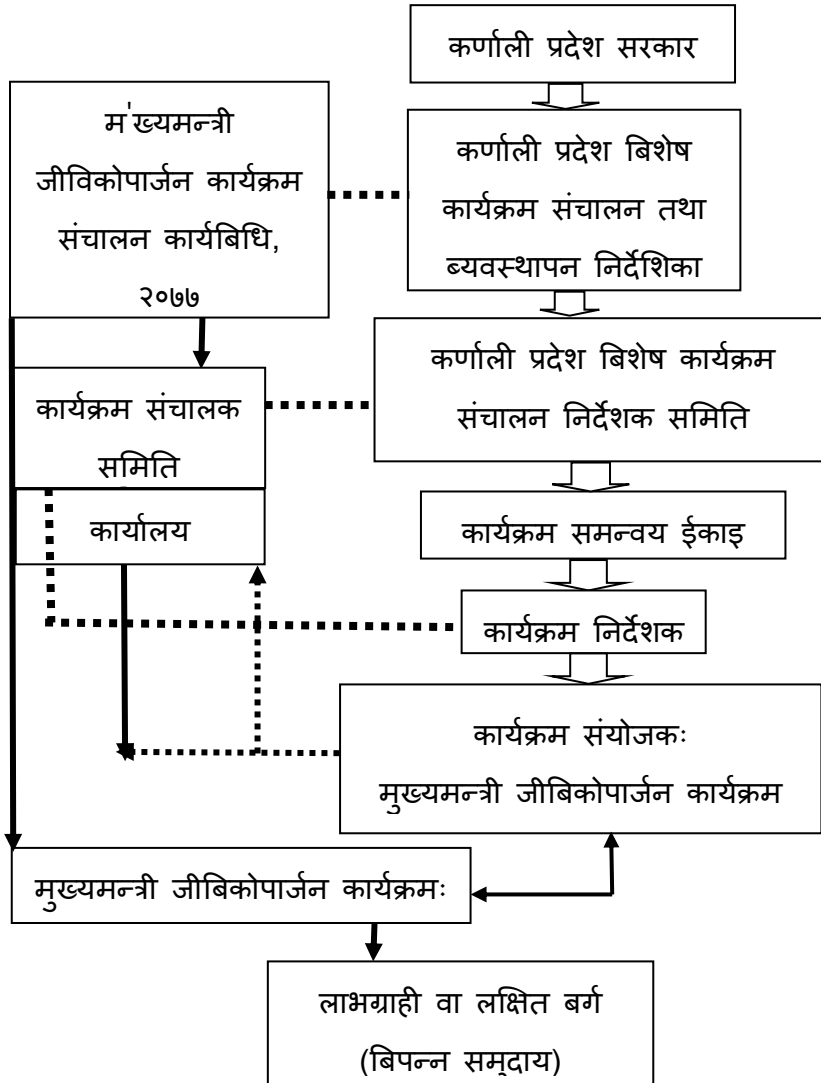 कर्णाली प्रदेश सरकार
म'ख्यमन्त्री
जीविकोपार्जन कार्यक्रम
संचालन कार्यबिधि,
२०७७
कर्णाली प्रदेश बिशेष
कार्यक्रम संचालन तथा
ब्यवस्थापन निर्देशिका
कर्णाली प्रदेश बिशेष कार्यक्रम
संचालन निर्देशक समिति
कार्यक्रम संचालक
समिति
कार्यालय
कार्यक्रम समन्वय ईकाइ
कार्यक्रम निर्देशक
कार्यक्रम संयोजकः
मुख्यमन्त्री जीबिकोपार्जन कार्यक्रम
मुख्यमन्त्री जीबिकोपार्जन कार्यक्रमः
लाभग्राही वा लक्षित बर्ग
(बिपन्न समुदाय)